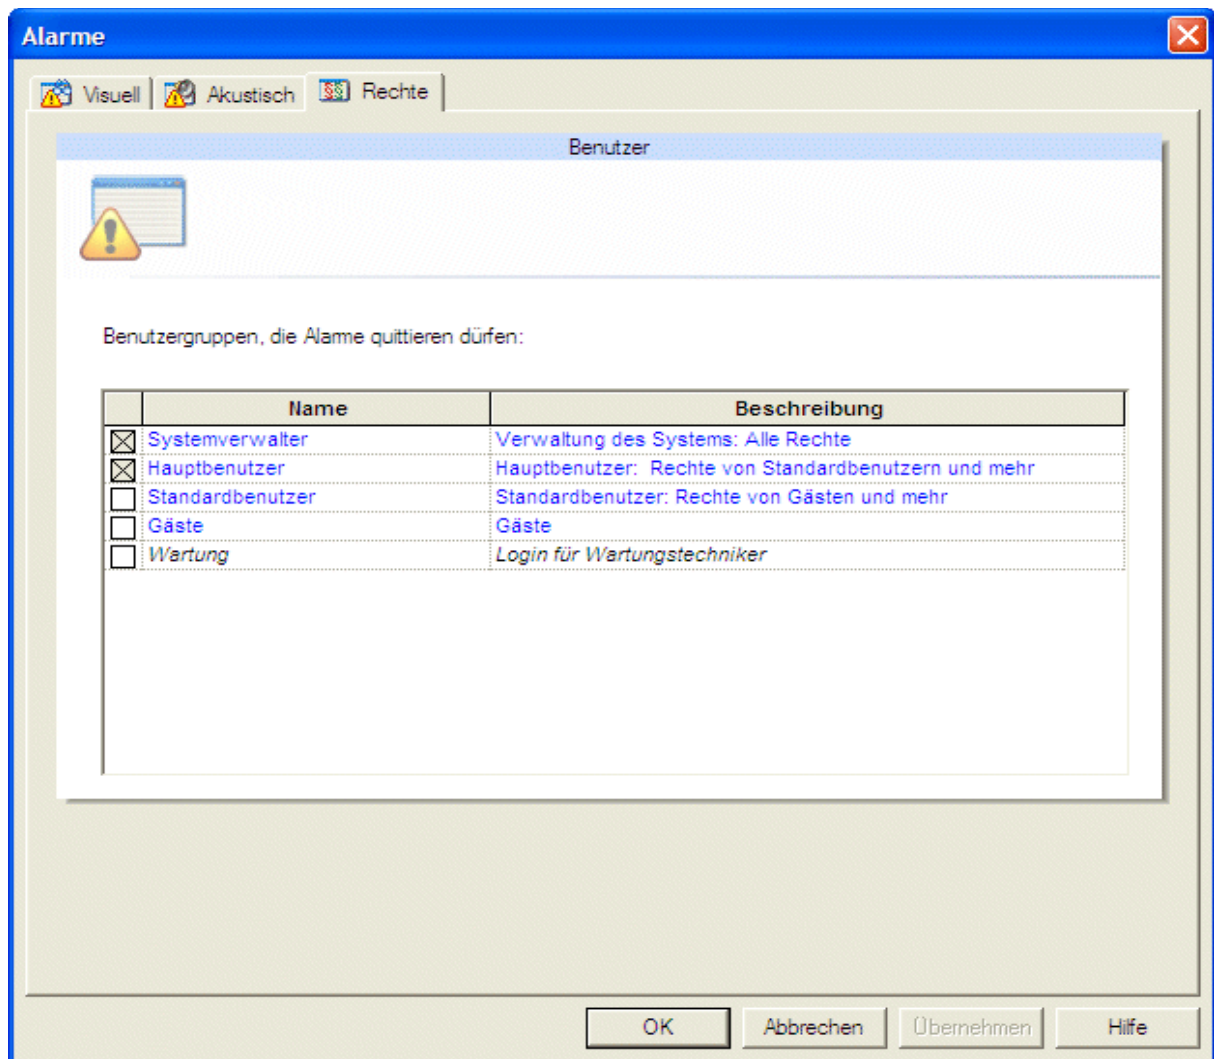 Alarme
Visuell Akustisch §§ Rechte
Benutzer
Benutzergruppen, die Alarme quittieren dürfen:
Name Beschreibung
Systemverwalter Verwaltung des Systems: Alle Rechte
Hauptbenutzer Hauptbenutzer: Rechte von Standardbenutzern und mehr
Standardbenutzer Standardbenutzer: Rechte von Gästen und mehr
Gäste Gäste
Wartung Login für Wartungstechniker
OK Abbrechen Übernehmen Hilfe